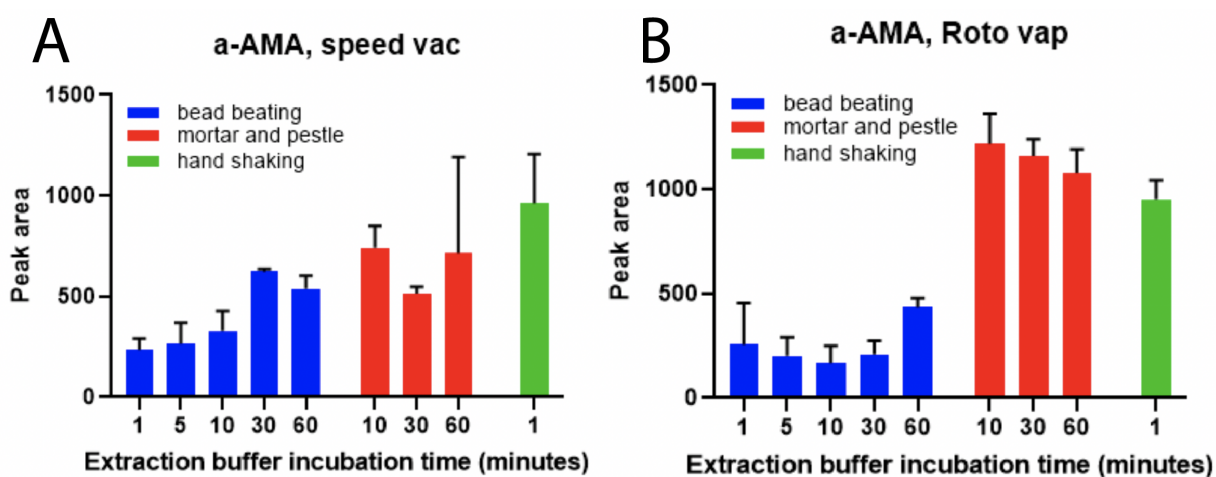 A
a-AMA, speed vac
1500
1000
500
0
Peak area
bead beating
mortar and pestle
hand shaking
1 5 10 30 60 10 30 60 1
Extraction buffer incubation time (minutes)
B
a-AMA, Roto vap
1500
1000
500
0
Peak area
bead beating
mortar and pestle
hand shaking
1 5 10 30 60 10 30 60 1
Extraction buffer incubation time (minutes)